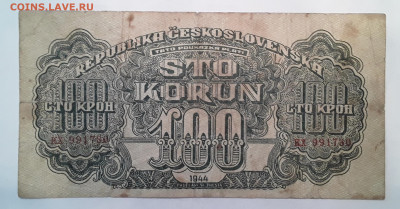 COINS.LAVE.RU
REPUBLIKA ČESKOSLOVENSKÁ
TATO POUKÁZKA PLATÍ
STO
KORUN
100
100
СТО КРОН
СТО КРОН
100
1944